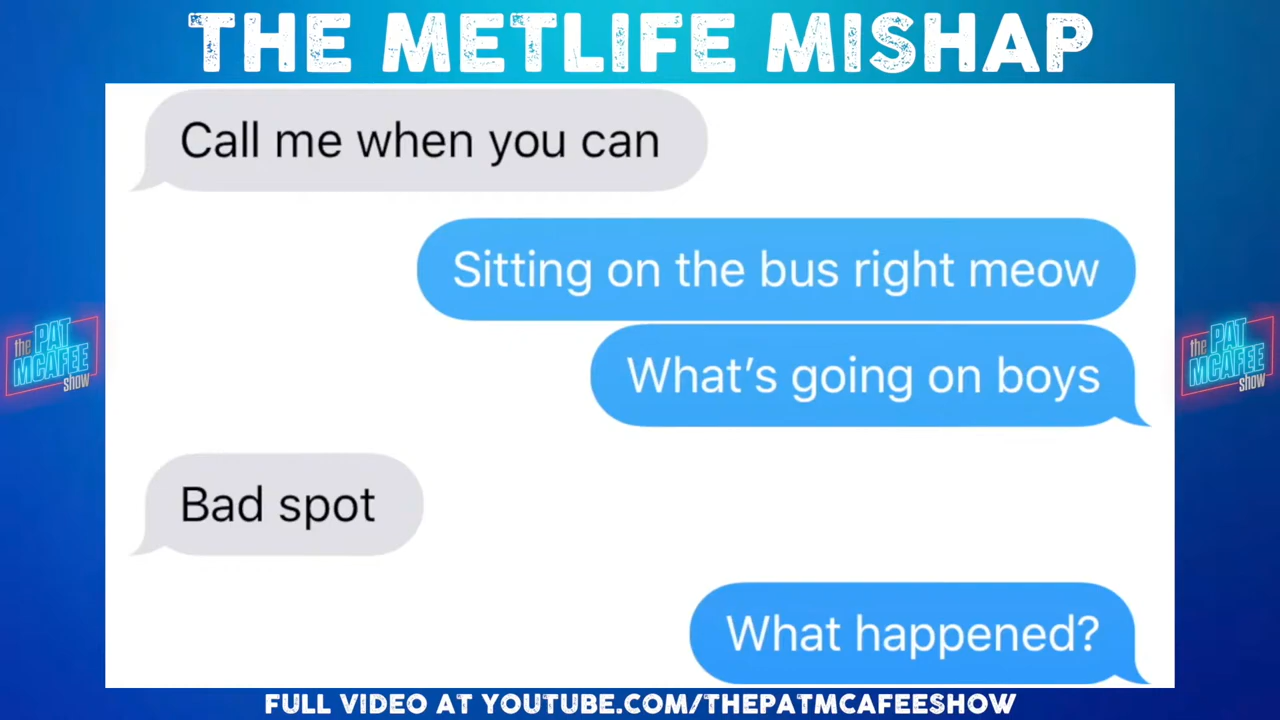 THE METLIFE MISHAP
Call me when you can
Sitting on the bus right meow
What's going on boys
the PAT
MCAFEE
show
the PAT
MCAFEE
show
Bad spot
What happened?
FULL VIDEO AT YOUTUBE.COM/THEPATMCAFEESHOW